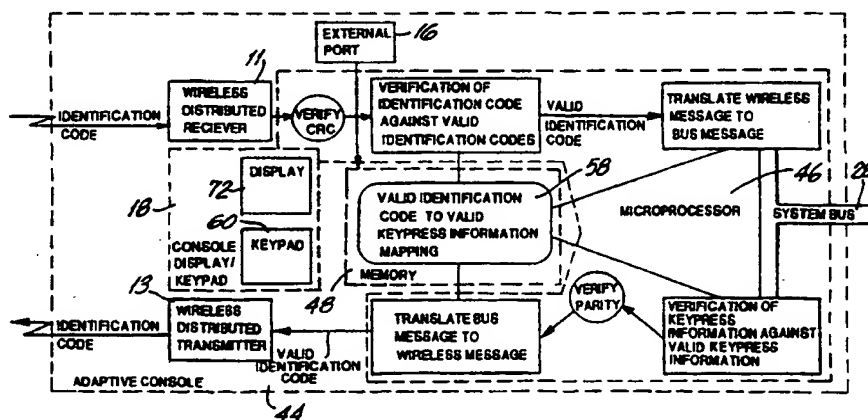 EXTERNAL
PORT
16
11
WIRELESS
DISTRIBUTED
RECIEVER
IDENTIFICATION
CODE
VERIFY
CRC
VERIFICATION OF
IDENTIFICATION CODE
AGAINST VALID
IDENTIFICATION CODES
VALID
IDENTIFICATION
CODE
TRANSLATE WIRELESS
MESSAGE TO
BUS MESSAGE
18
72
DISPLAY
60
KEYPAD
CONSOLE
DISPLAY/
KEYPAD
58
VALID IDENTIFICATION
CODE TO VALID
KEYPRESS INFORMATION
MAPPING
MEMORY
48
46
MICROPROCESSOR
SYSTEM BUS
13
WIRELESS
DISTRIBUTED
TRANSMITTER
IDENTIFICATION
CODE
VALID
IDENTIFICATION
CODE
TRANSLATE BUS
MESSAGE TO
WIRELESS MESSAGE
VERIFY
PARITY
VERIFICATION OF
KEYPRESS
INFORMATION AGAINST
VALID KEYPRESS
INFORMATION
ADAPTIVE CONSOLE
44